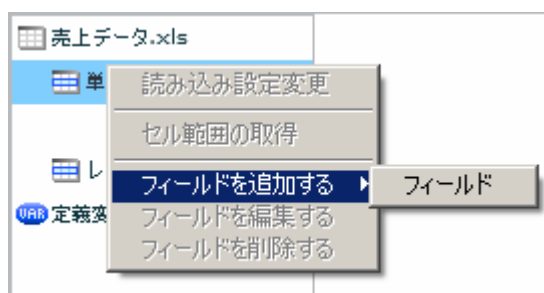 売上データ.xls
単
読み込み設定変更
セル範囲の取得
レ
フィールドを追加する
フィールド
VAR 定義変
フィールドを編集する
フィールドを削除する